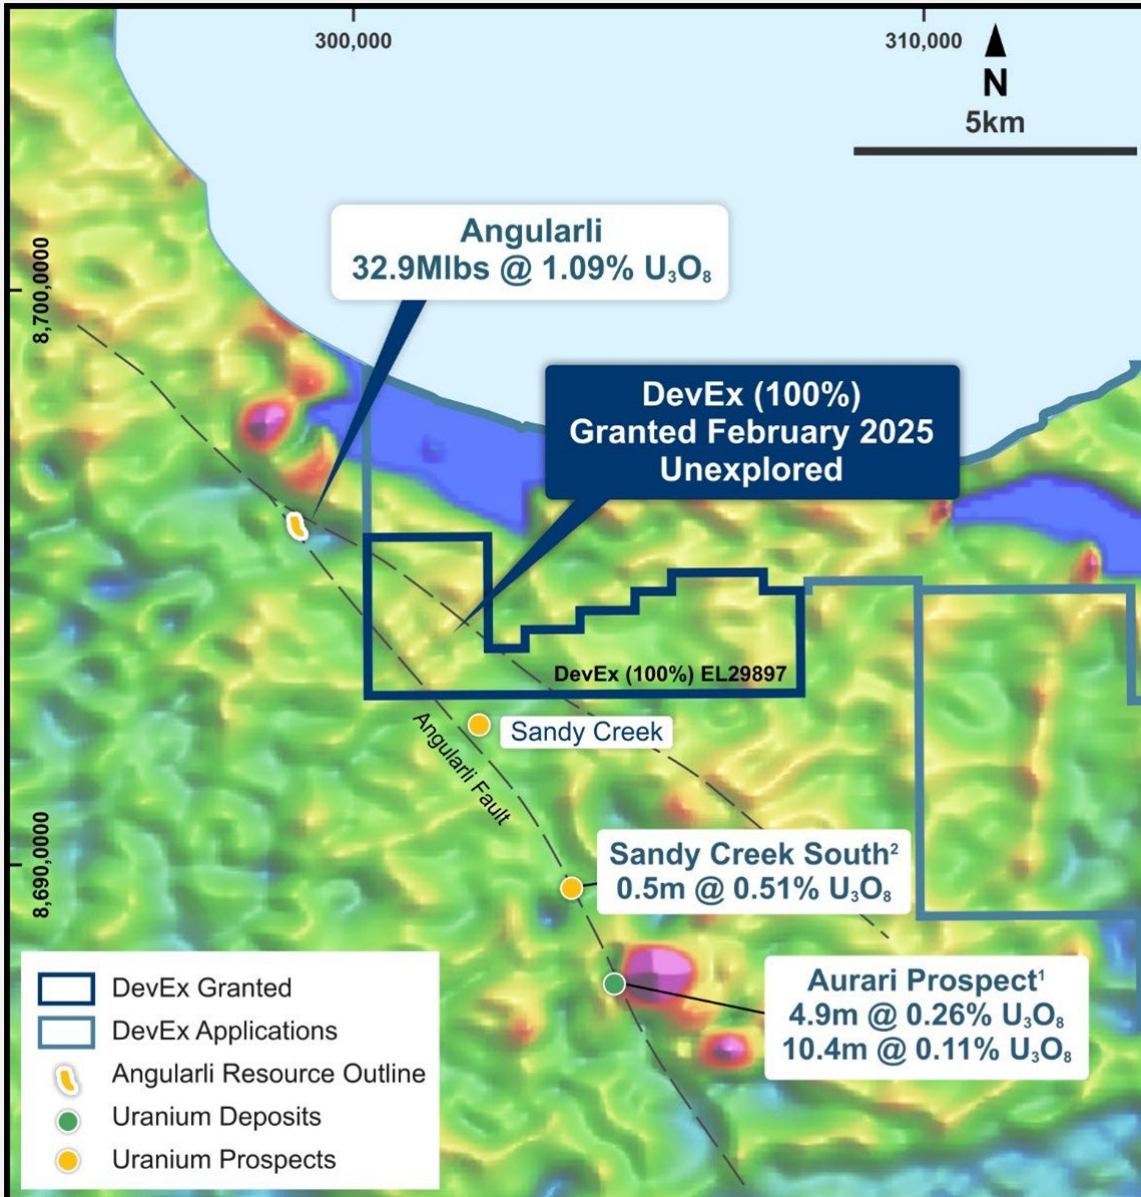 300,000
310,000
N
5km
8,700,0000
8,690,0000
Angularli
32.9Mlbs @ 1.09% U₃O₈
DevEx (100%)
Granted February 2025
Unexplored
DevEx (100%) EL29897
Sandy Creek
Angularli Fault
Sandy Creek South²
0.5m @ 0.51% U₃O₈
Aurari Prospect¹
4.9m @ 0.26% U₃O₈
10.4m @ 0.11% U₃O₈
DevEx Granted
DevEx Applications
Angularli Resource Outline
Uranium Deposits
Uranium Prospects